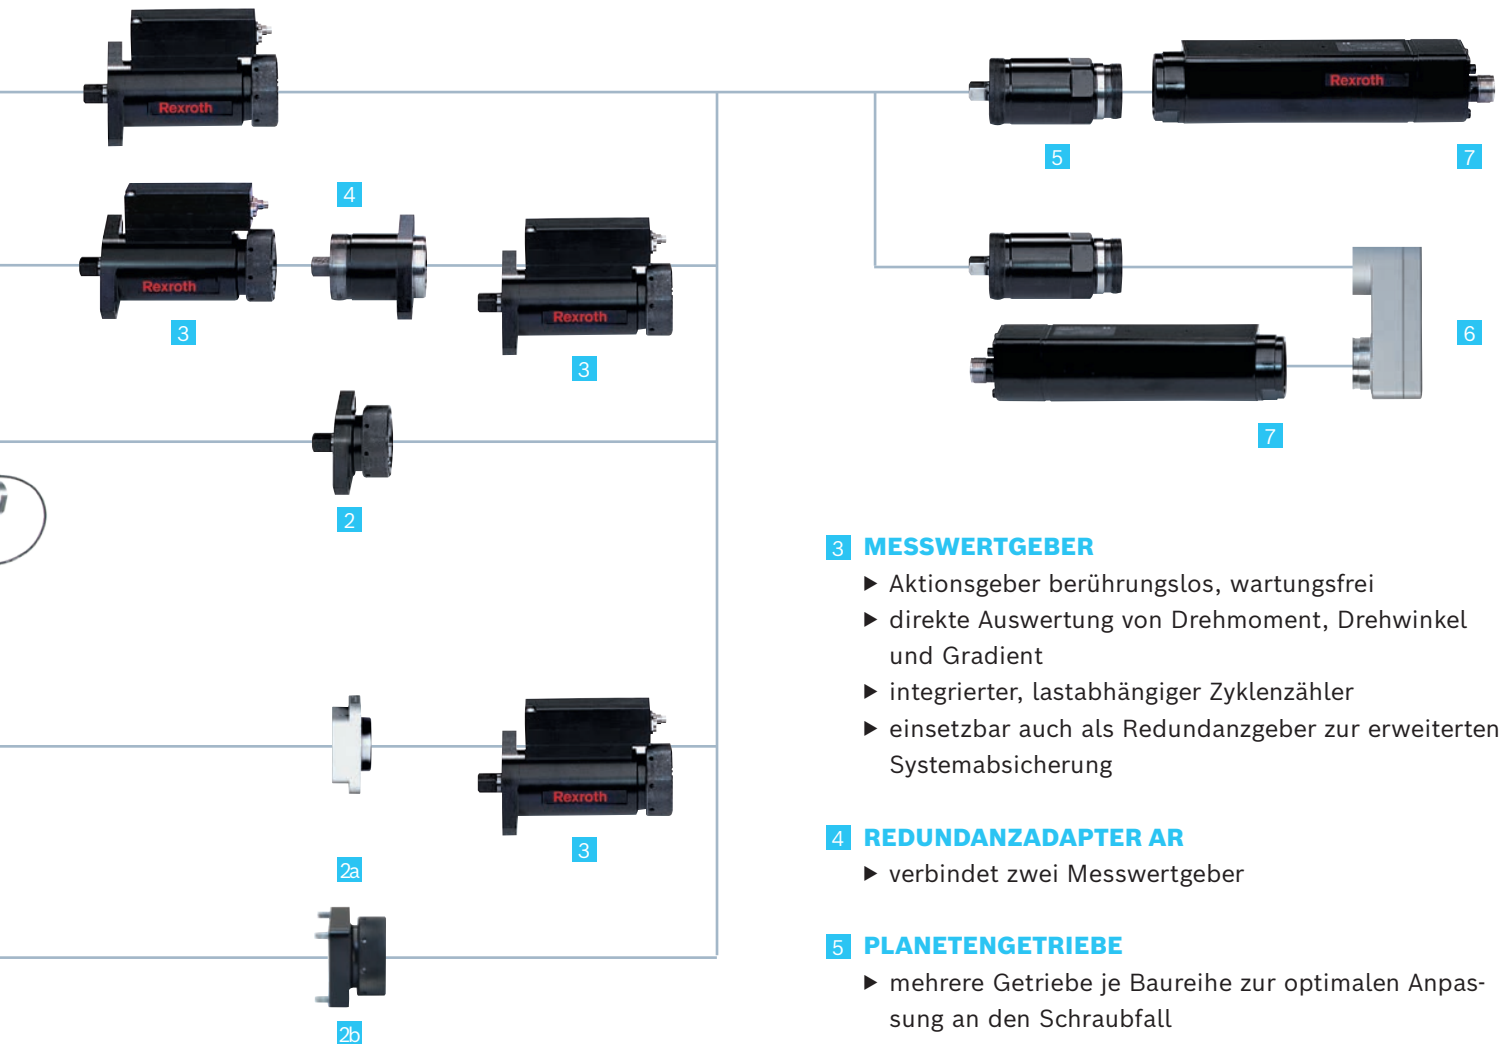 Rexroth
Rexroth
5
7
4
Rexroth
3
Rexroth
3
6
7
2
Rexroth
3
2a
2b
3 MESSWERTGEBER
▶ Aktionsgeber berührungslos, wartungsfrei
▶ direkte Auswertung von Drehmoment, Drehwinkel
und Gradient
▶ integrierter, lastabhängiger Zyklenzähler
▶ einsetzbar auch als Redundanzgeber zur erweiterten
Systemabsicherung
4 REDUNDANZADAPTER AR
▶ verbindet zwei Messwertgeber
5 PLANETENGETRIEBE
▶ mehrere Getriebe je Baureihe zur optimalen Anpas-
sung an den Schraubfall